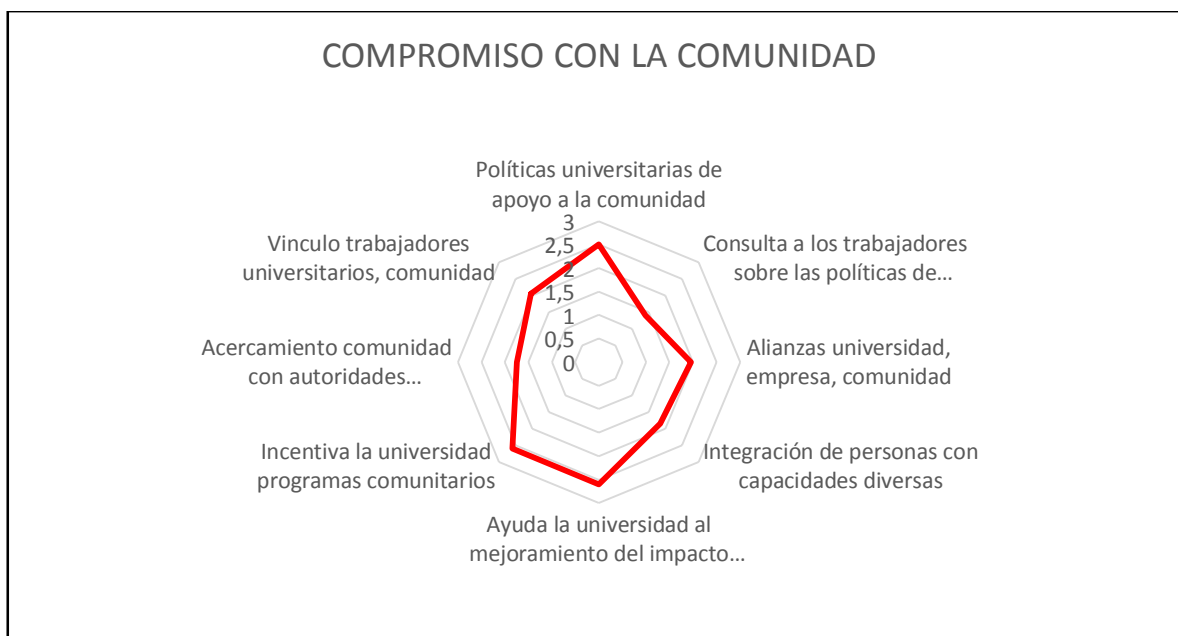 COMPROMISO CON LA COMUNIDAD
Políticas universitarias de
apoyo a la comunidad
Consulta a los trabajadores
sobre las políticas de...
Alianzas universidad,
empresa, comunidad
Integración de personas con
capacidades diversas
Ayuda la universidad al
mejoramiento del impacto...
Incentiva la universidad
programas comunitarios
Acercamiento comunidad
con autoridades...
Vinculo trabajadores
universitarios, comunidad
3
2,5
2
1,5
1
0,5
0